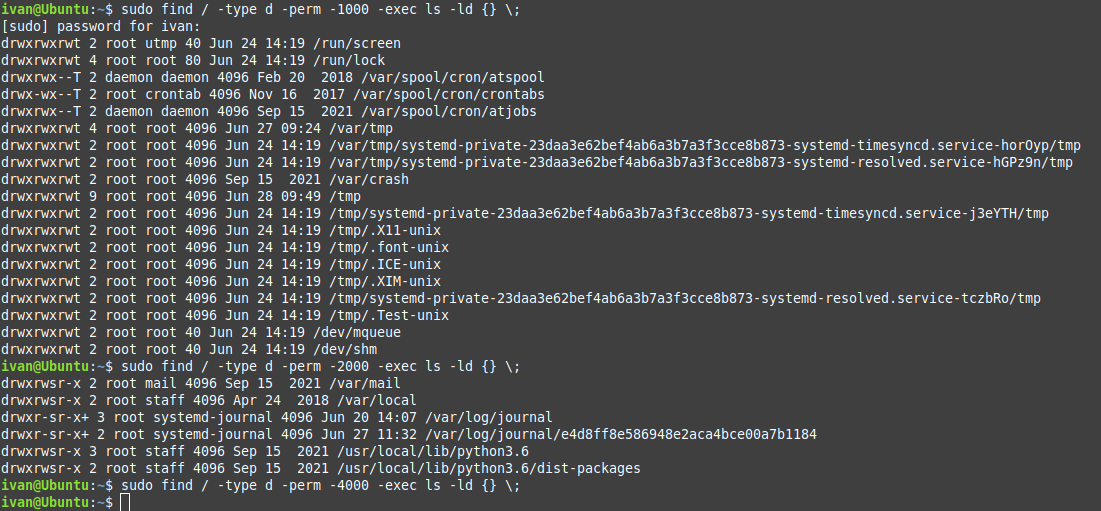 ivan@Ubuntu:~$ sudo find / -type d -perm -1000 -exec ls -ld {} \;
[sudo] password for ivan:
drwxrwxrwt 2 root utmp 40 Jun 24 14:19 /run/screen
drwxrwxrwt 4 root root 80 Jun 24 14:19 /run/lock
drwxrwx--T 2 daemon daemon 4096 Feb 20  2018 /var/spool/cron/atspool
drwx-wx--T 2 root crontab 4096 Nov 16  2017 /var/spool/cron/crontabs
drwxrwx--T 2 daemon daemon 4096 Sep 15  2021 /var/spool/cron/atjobs
drwxrwxrwt 4 root root 4096 Jun 27 09:24 /var/tmp
drwxrwxrwt 2 root root 4096 Jun 24 14:19 /var/tmp/systemd-private-23daa3e62bef4ab6a3b7a3f3cce8b873-systemd-timesyncd.service-horOyp/tmp
drwxrwxrwt 2 root root 4096 Jun 24 14:19 /var/tmp/systemd-private-23daa3e62bef4ab6a3b7a3f3cce8b873-systemd-resolved.service-hGPz9n/tmp
drwxrwxrwt 2 root root 4096 Sep 15  2021 /var/crash
drwxrwxrwt 9 root root 4096 Jun 28 09:49 /tmp
drwxrwxrwt 2 root root 4096 Jun 24 14:19 /tmp/systemd-private-23daa3e62bef4ab6a3b7a3f3cce8b873-systemd-timesyncd.service-j3eYTH/tmp
drwxrwxrwt 2 root root 4096 Jun 24 14:19 /tmp/.X11-unix
drwxrwxrwt 2 root root 4096 Jun 24 14:19 /tmp/.font-unix
drwxrwxrwt 2 root root 4096 Jun 24 14:19 /tmp/.ICE-unix
drwxrwxrwt 2 root root 4096 Jun 24 14:19 /tmp/.XIM-unix
drwxrwxrwt 2 root root 4096 Jun 24 14:19 /tmp/systemd-private-23daa3e62bef4ab6a3b7a3f3cce8b873-systemd-resolved.service-tczbRo/tmp
drwxrwxrwt 2 root root 4096 Jun 24 14:19 /tmp/.Test-unix
drwxrwxrwt 2 root root 40 Jun 24 14:19 /dev/mqueue
drwxrwxrwt 2 root root 40 Jun 24 14:19 /dev/shm
ivan@Ubuntu:~$ sudo find / -type d -perm -2000 -exec ls -ld {} \;
drwxrwsr-x 2 root mail 4096 Sep 15  2021 /var/mail
drwxrwsr-x 2 root staff 4096 Apr 24  2018 /var/local
drwxr-sr-x+ 3 root systemd-journal 4096 Jun 20 14:07 /var/log/journal
drwxr-sr-x+ 2 root systemd-journal 4096 Jun 27 11:32 /var/log/journal/e4d8ff8e586948e2aca4bce00a7b1184
drwxrwsr-x 3 root staff 4096 Sep 15  2021 /usr/local/lib/python3.6
drwxrwsr-x 2 root staff 4096 Sep 15  2021 /usr/local/lib/python3.6/dist-packages
ivan@Ubuntu:~$ sudo find / -type d -perm -4000 -exec ls -ld {} \;
ivan@Ubuntu:~$